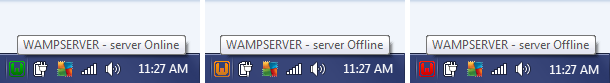 WAMPSERVER - server Online
11:27 AM
WAMPSERVER - server Offline
11:27 AM
WAMPSERVER - server Offline
11:27 AM